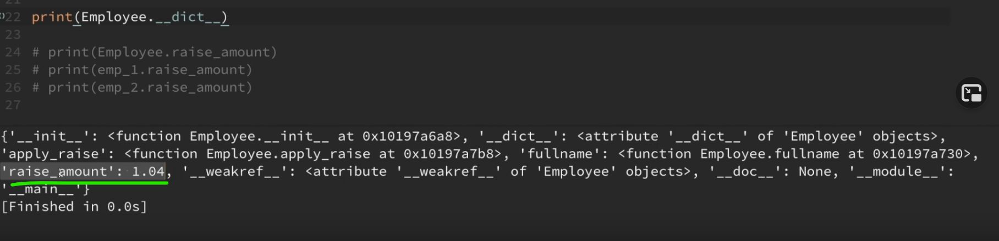 21
22 print(Employee.__dict__)
23
24 # print(Employee.raise_amount)
25 # print(emp_1.raise_amount)
26 # print(emp_2.raise_amount)
27
{'__init__': <function Employee.__init__ at 0x10197a6a8>, '__dict__': <attribute '__dict__' of 'Employee' objects>,
'apply_raise': <function Employee.apply_raise at 0x10197a7b8>, 'fullname': <function Employee.fullname at 0x10197a730>,
'raise_amount': 1.04, '__weakref__': <attribute '__weakref__' of 'Employee' objects>, '__doc__': None, '__module__':
'__main__'}
[Finished in 0.0s]